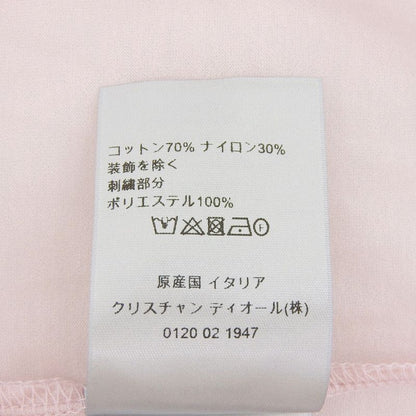 コットン70% ナイロン30%
装飾を除く
刺繍部分
ポリエステル100%
原産国 イタリア
クリスチャン ディオール(株)
0120 02 1947